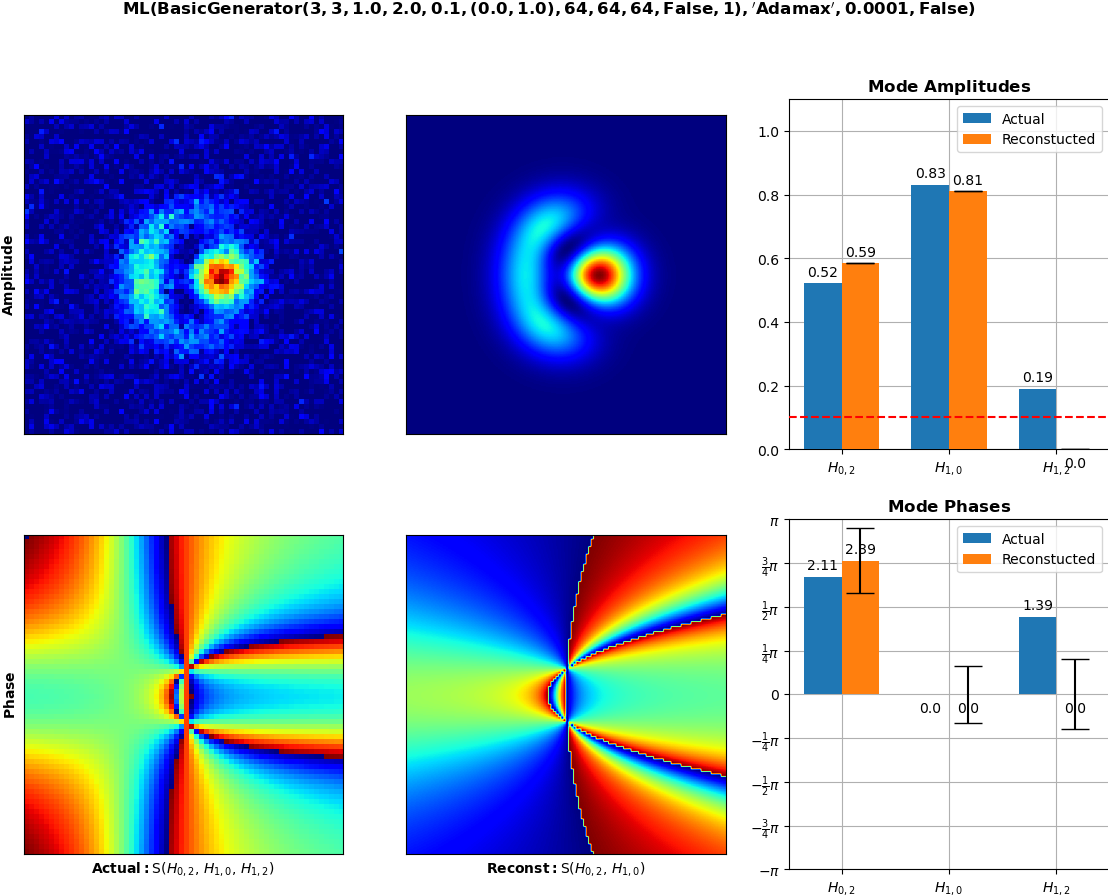 ML(BasicGenerator(3, 3, 1.0, 2.0, 0.1, (0.0, 1.0), 64, 64, 64, False, 1), 'Adamax', 0.0001, False)
Amplitude
Mode Amplitudes
Actual
Reconstucted
1.0
0.8
0.6
0.4
0.2
0.0
0.52
0.59
0.83
0.81
0.19
0.0
H₀,₂
H₁,₀
H₁,₂
Phase
Actual: S(H₀,₂, H₁,₀, H₁,₂)
Reconst: S(H₀,₂, H₁,₀)
Mode Phases
Actual
Reconstucted
π
¾π
½π
¼π
0
−¼π
−½π
−¾π
−π
2.11
2.39
0.0
0.0
1.39
0.0
H₀,₂
H₁,₀
H₁,₂